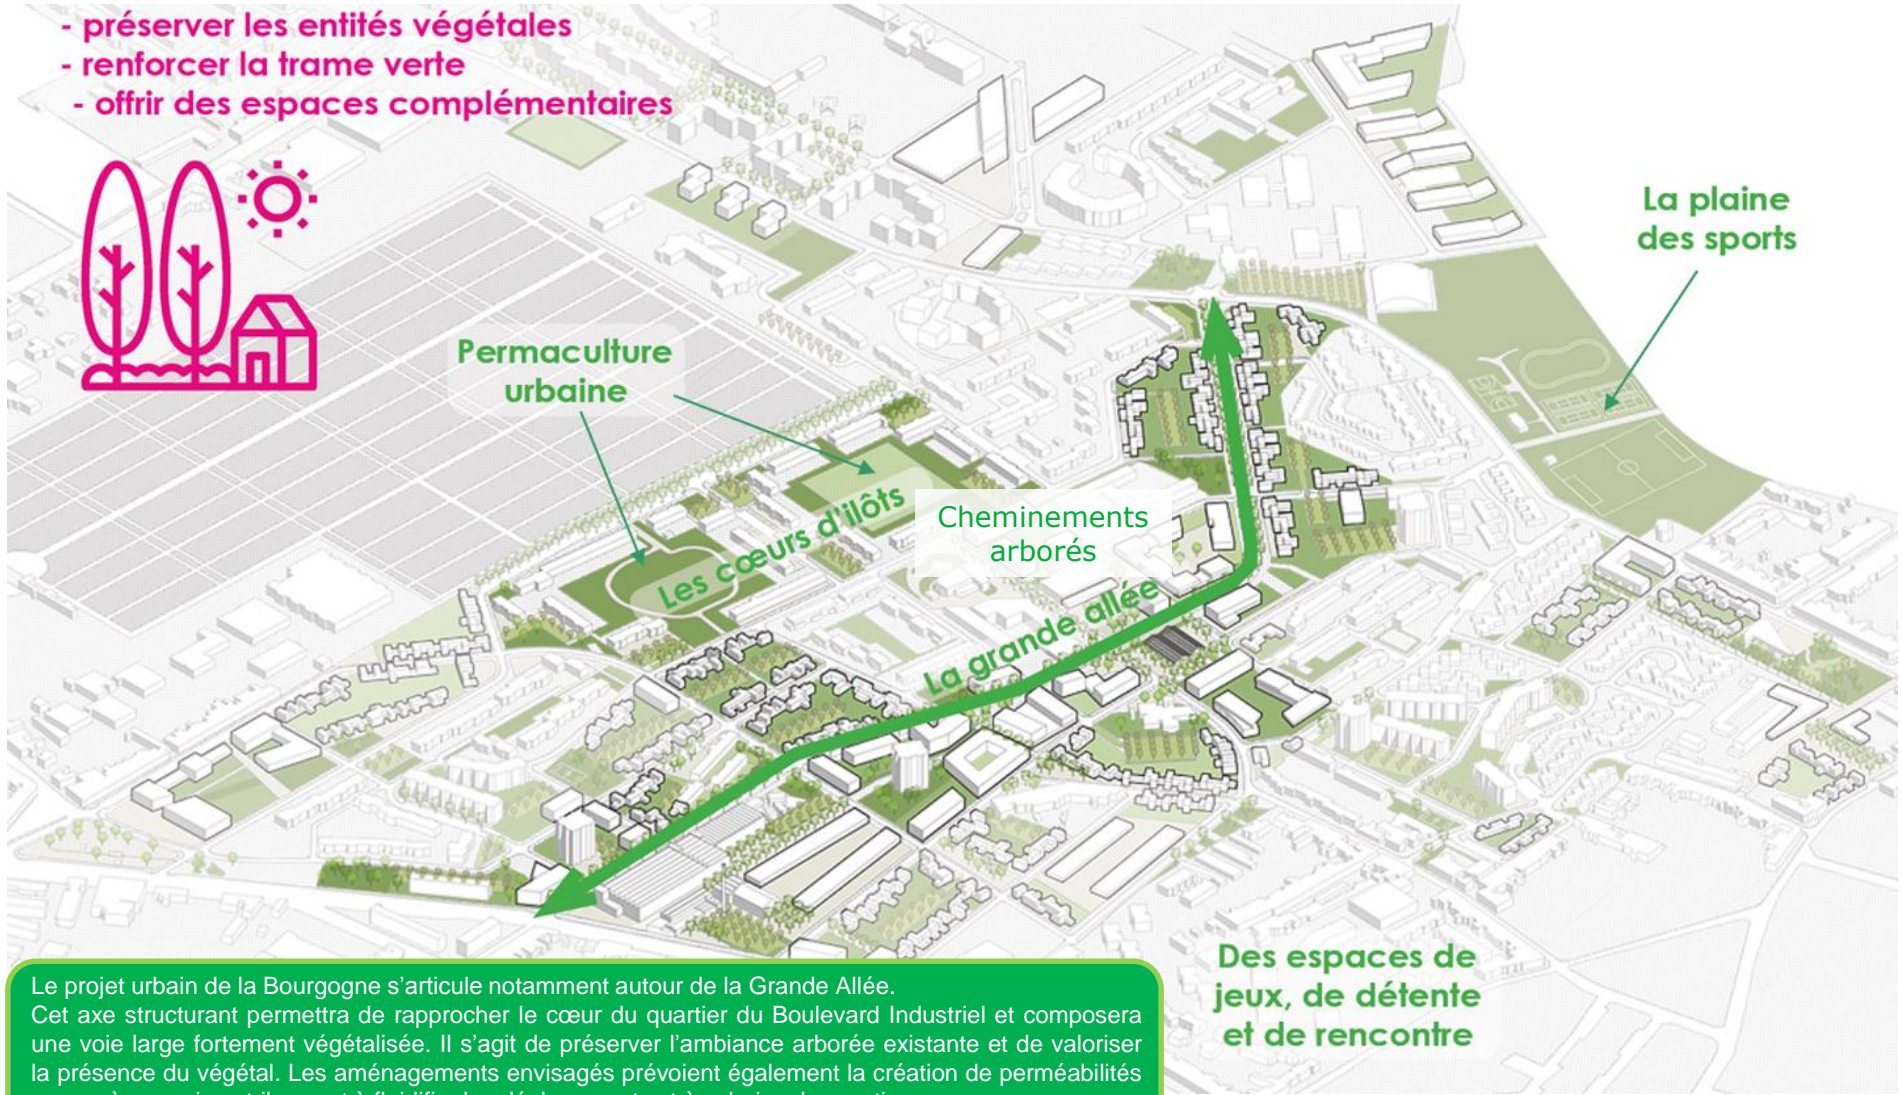 - préserver les entités végétales
- renforcer la trame verte
- offrir des espaces complémentaires
La plaine
des sports
Permaculture
urbaine
Les cœurs d'ilôts
Cheminements
arborés
La grande allée
Des espaces de
jeux, de détente
et de rencontre
Le projet urbain de la Bourgogne s’articule notamment autour de la Grande Allée.
Cet axe structurant permettra de rapprocher le cœur du quartier du Boulevard Industriel et composera
une voie large fortement végétalisée. Il s’agit de préserver l’ambiance arborée existante et de valoriser
la présence du végétal. Les aménagements envisagés prévoient également la création de perméabilités